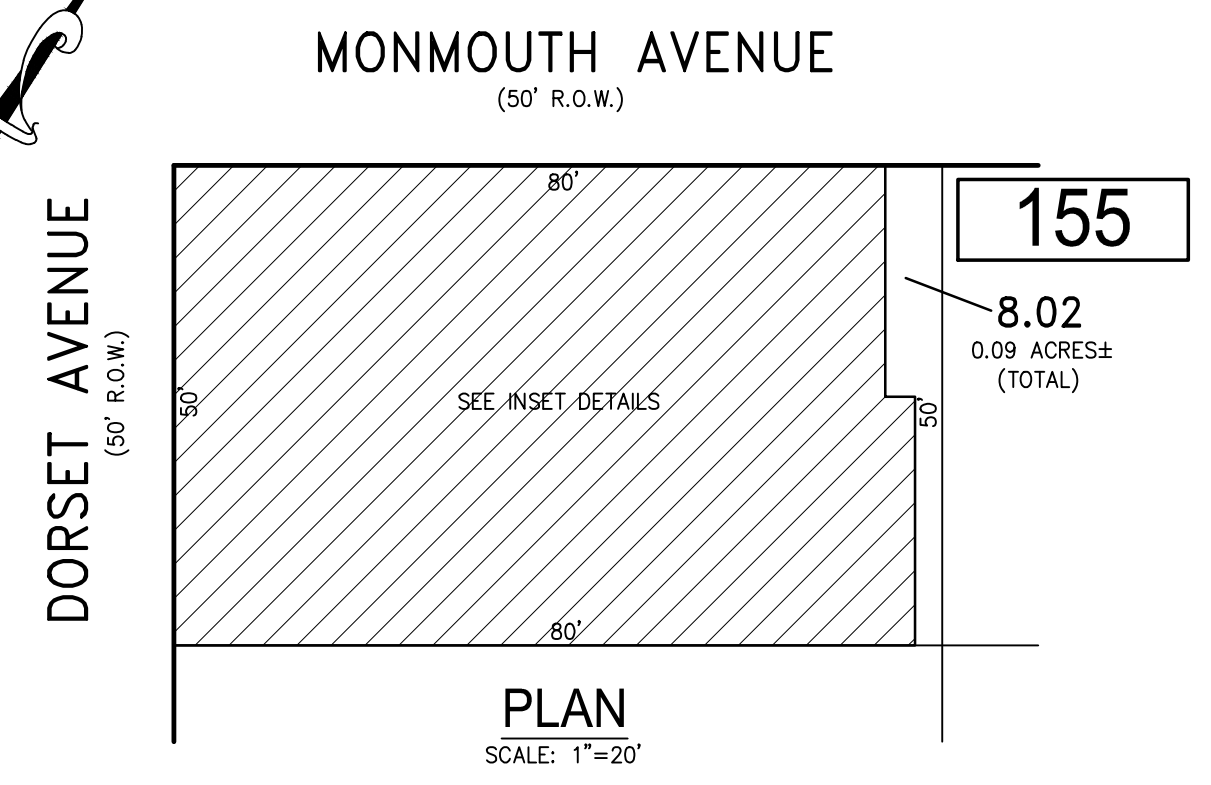 MONMOUTH AVENUE
(50' R.O.W.)
80'
155
DORSET AVENUE
(50' R.O.W.)
8.02
0.09 ACRES±
(TOTAL)
50'
SEE INSET DETAILS
50'
80'
PLAN
SCALE: 1"=20'